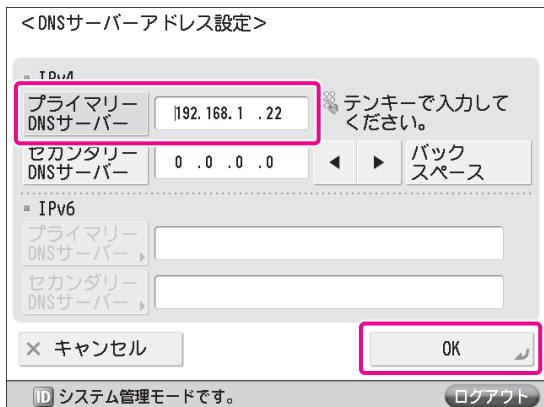 <DNSサーバーアドレス設定>
IPv4
プライマリー
DNSサーバー
192.168.1 .22
テンキーで入力して
ください。
セカンダリー
DNSサーバー
0 .0 .0 .0
◀
▶
バック
スペース
IPv6
プライマリー
DNSサーバー
セカンダリー
DNSサーバー
× キャンセル
OK
ID システム管理モードです。
ログアウト